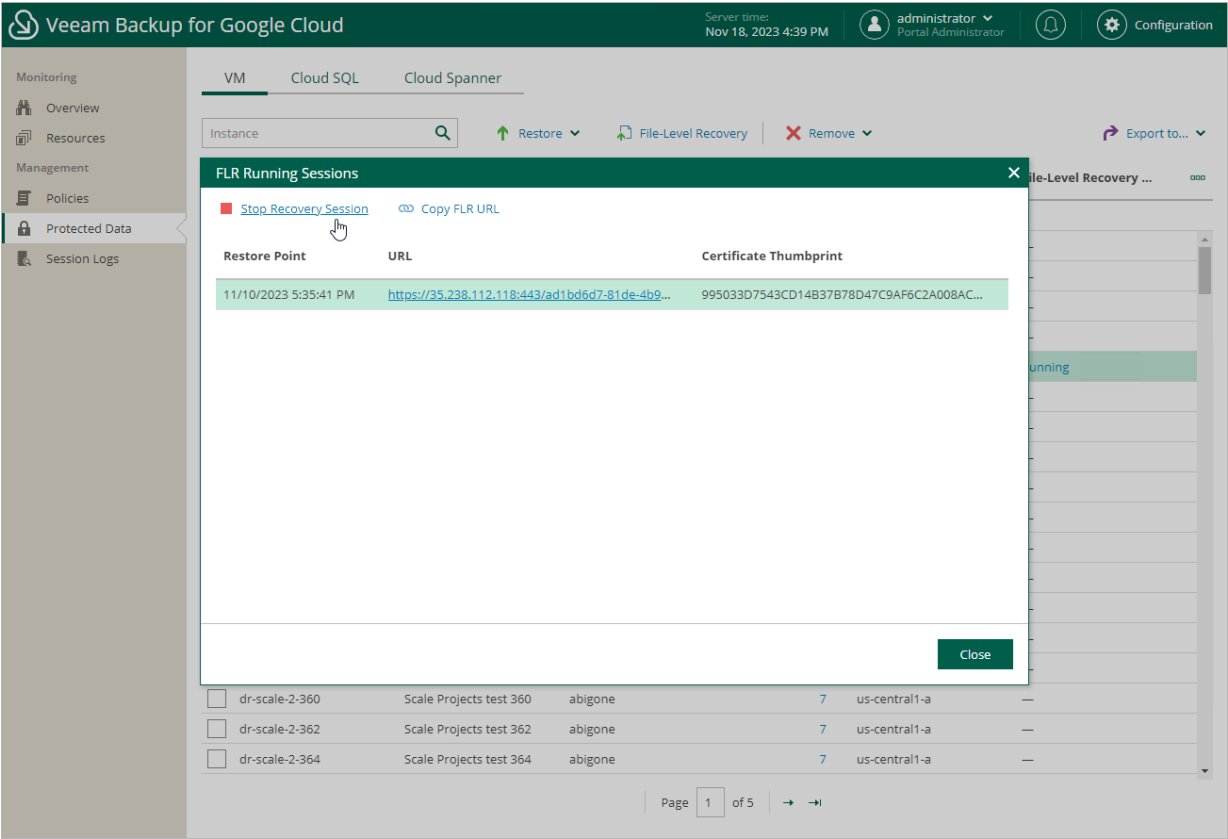 Veeam Backup for Google Cloud
Server time:
Nov 18, 2023 4:39 PM
administrator
Portal Administrator
Configuration
Monitoring
Overview
Resources
Management
Policies
Protected Data
Session Logs
VM Cloud SQL Cloud Spanner
Instance Restore File-Level Recovery Remove Export to...
ile-Level Recovery ...
FLR Running Sessions
Stop Recovery Session Copy FLR URL
Restore Point URL Certificate Thumbprint
11/10/2023 5:35:41 PM https://35.238.112.118:443/ad1bd6d7-81de-4b9... 995033D7543CD14B37B78D47C9AF6C2A008AC...
unning
Close
dr-scale-2-360 Scale Projects test 360 abigone 7 us-central1-a —
dr-scale-2-362 Scale Projects test 362 abigone 7 us-central1-a —
dr-scale-2-364 Scale Projects test 364 abigone 7 us-central1-a —
Page 1 of 5